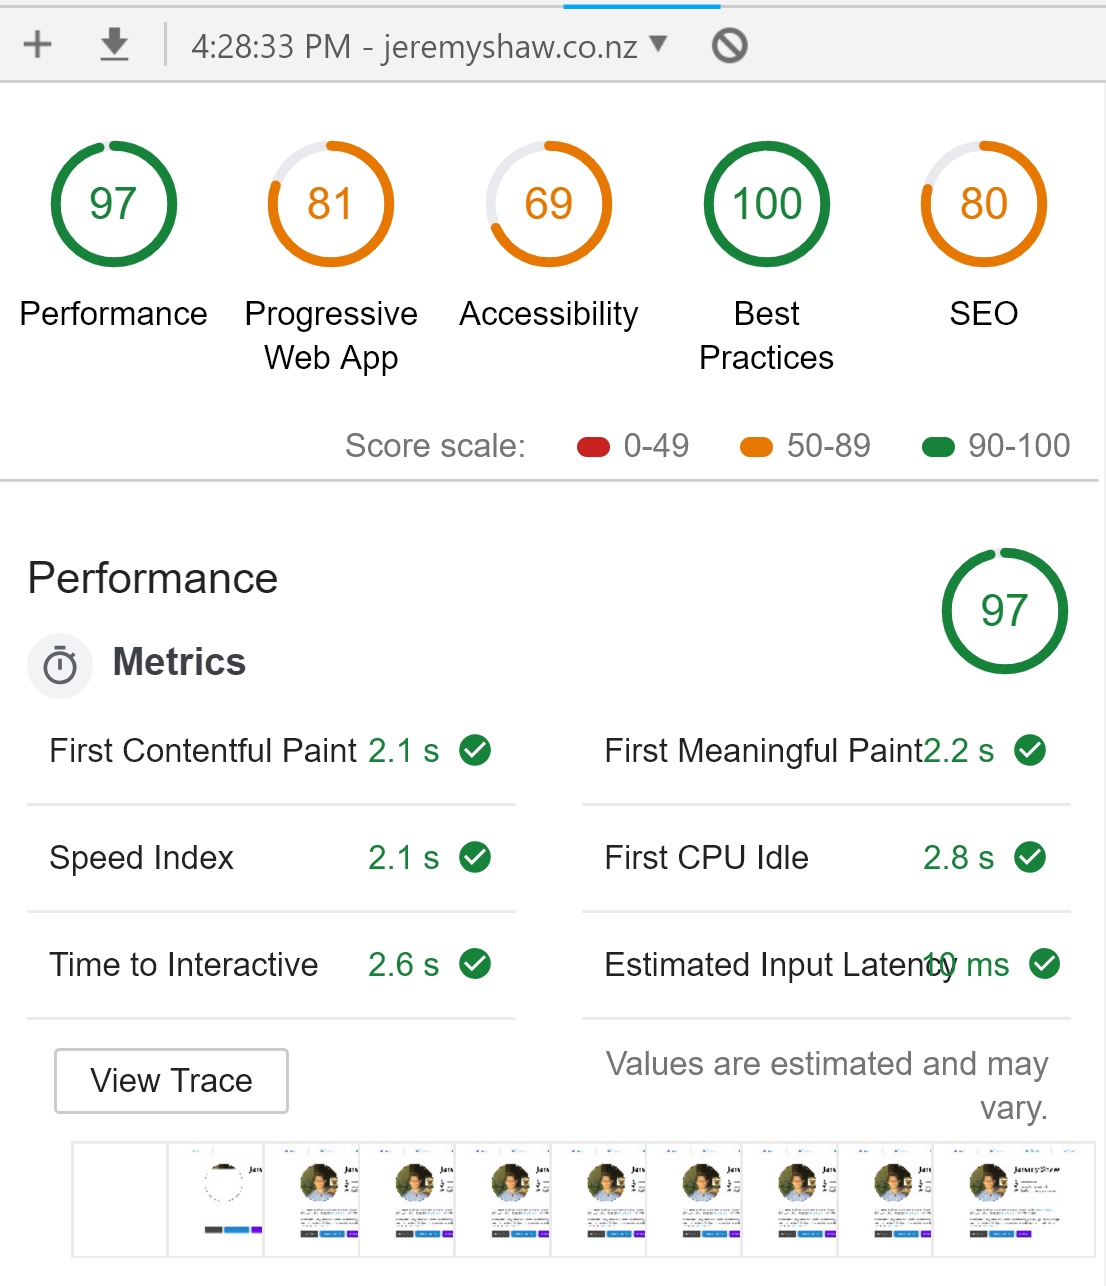 4:28:33 PM - jeremyshaw.co.nz
97
81
69
100
80
Performance
Progressive
Web App
Accessibility
Best
Practices
SEO
Score scale:
0-49
50-89
90-100
Performance
97
Metrics
First Contentful Paint 2.1 s
First Meaningful Paint 2.2 s
Speed Index 2.1 s
First CPU Idle 2.8 s
Time to Interactive 2.6 s
Estimated Input Latency 10 ms
View Trace
Values are estimated and may
vary.
Jeremy Shaw